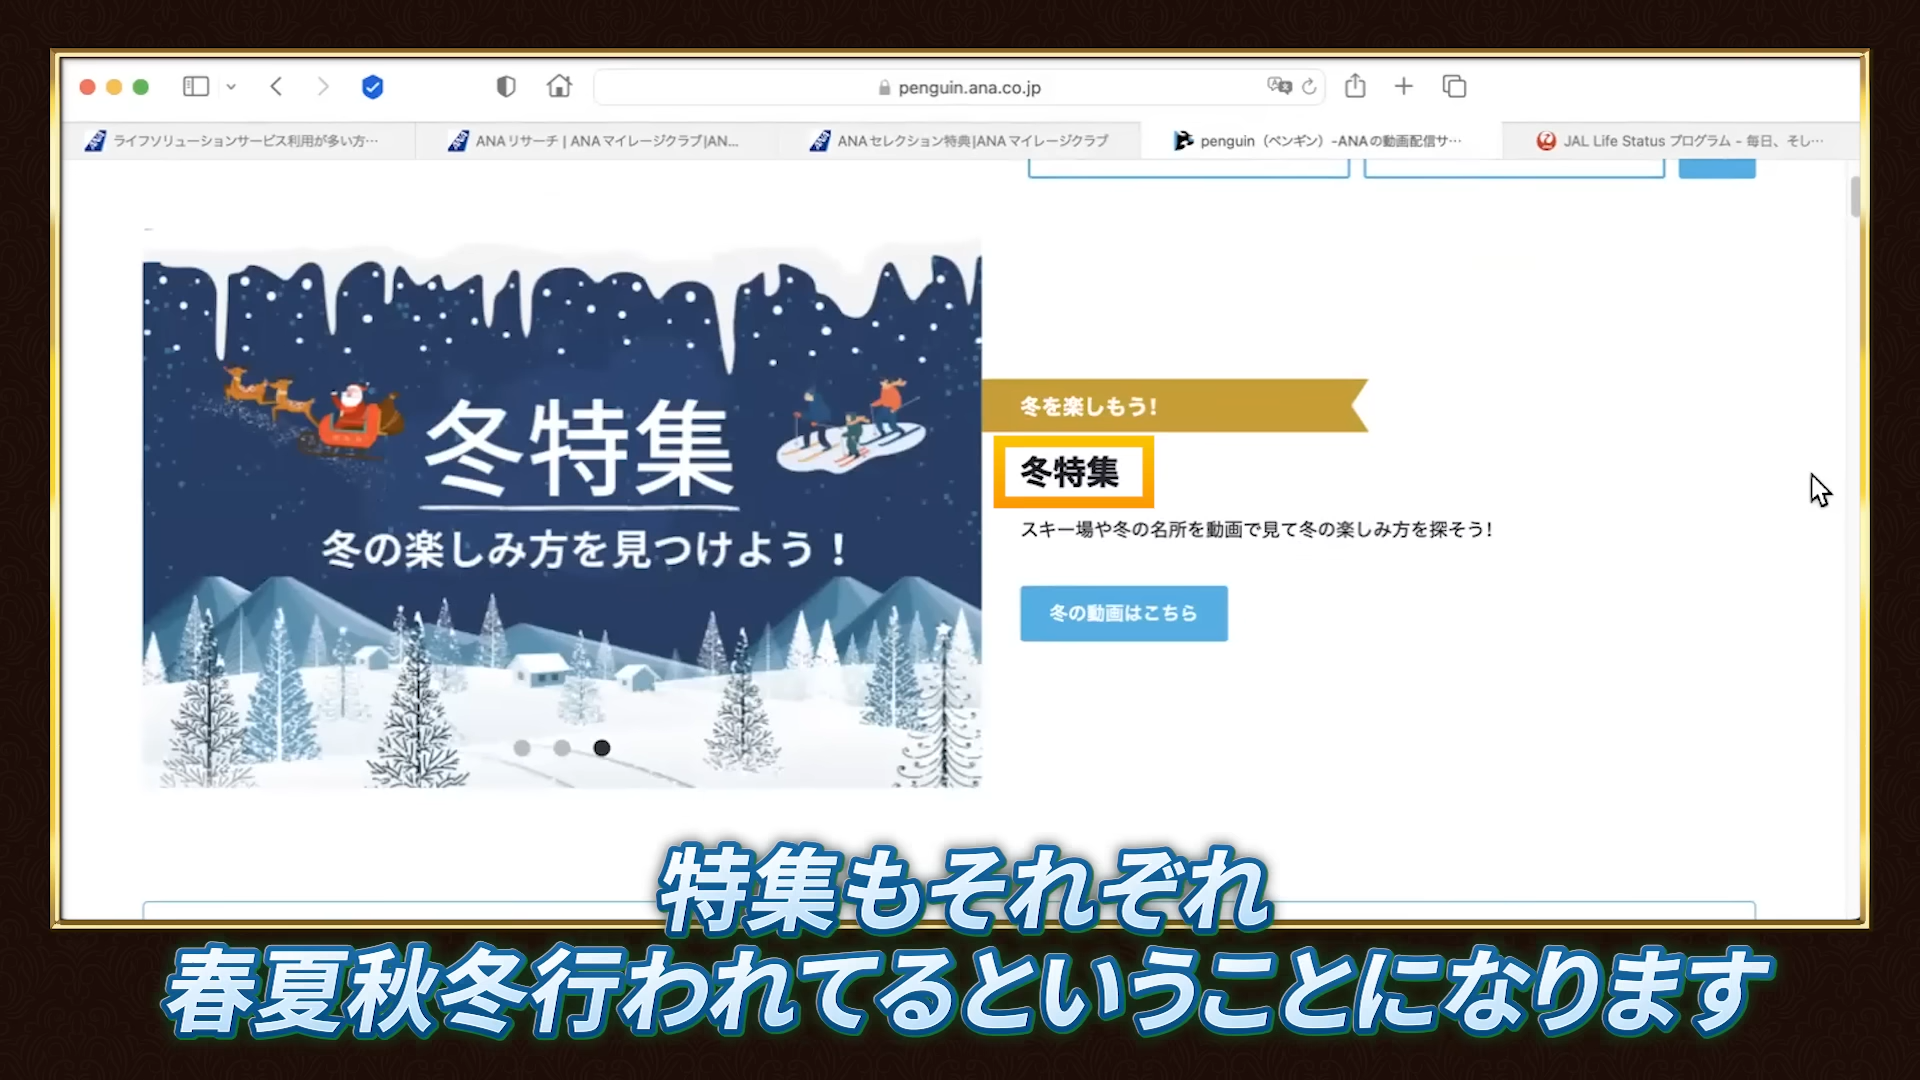 penguin.ana.co.jp
ライフソリューションサービス利用が多い方…
ANAリサーチ | ANAマイレージクラブ|AN...
ANAセレクション特典|ANAマイレージクラブ
penguin（ペンギン）-ANAの動画配信サ…
JAL Life Status プログラム - 毎日、そし…
冬特集
冬の楽しみ方を見つけよう！
冬を楽しもう!
冬特集
スキー場や冬の名所を動画で見て冬の楽しみ方を探そう!
冬の動画はこちら
特集もそれぞれ
春夏秋冬行われてるということになります